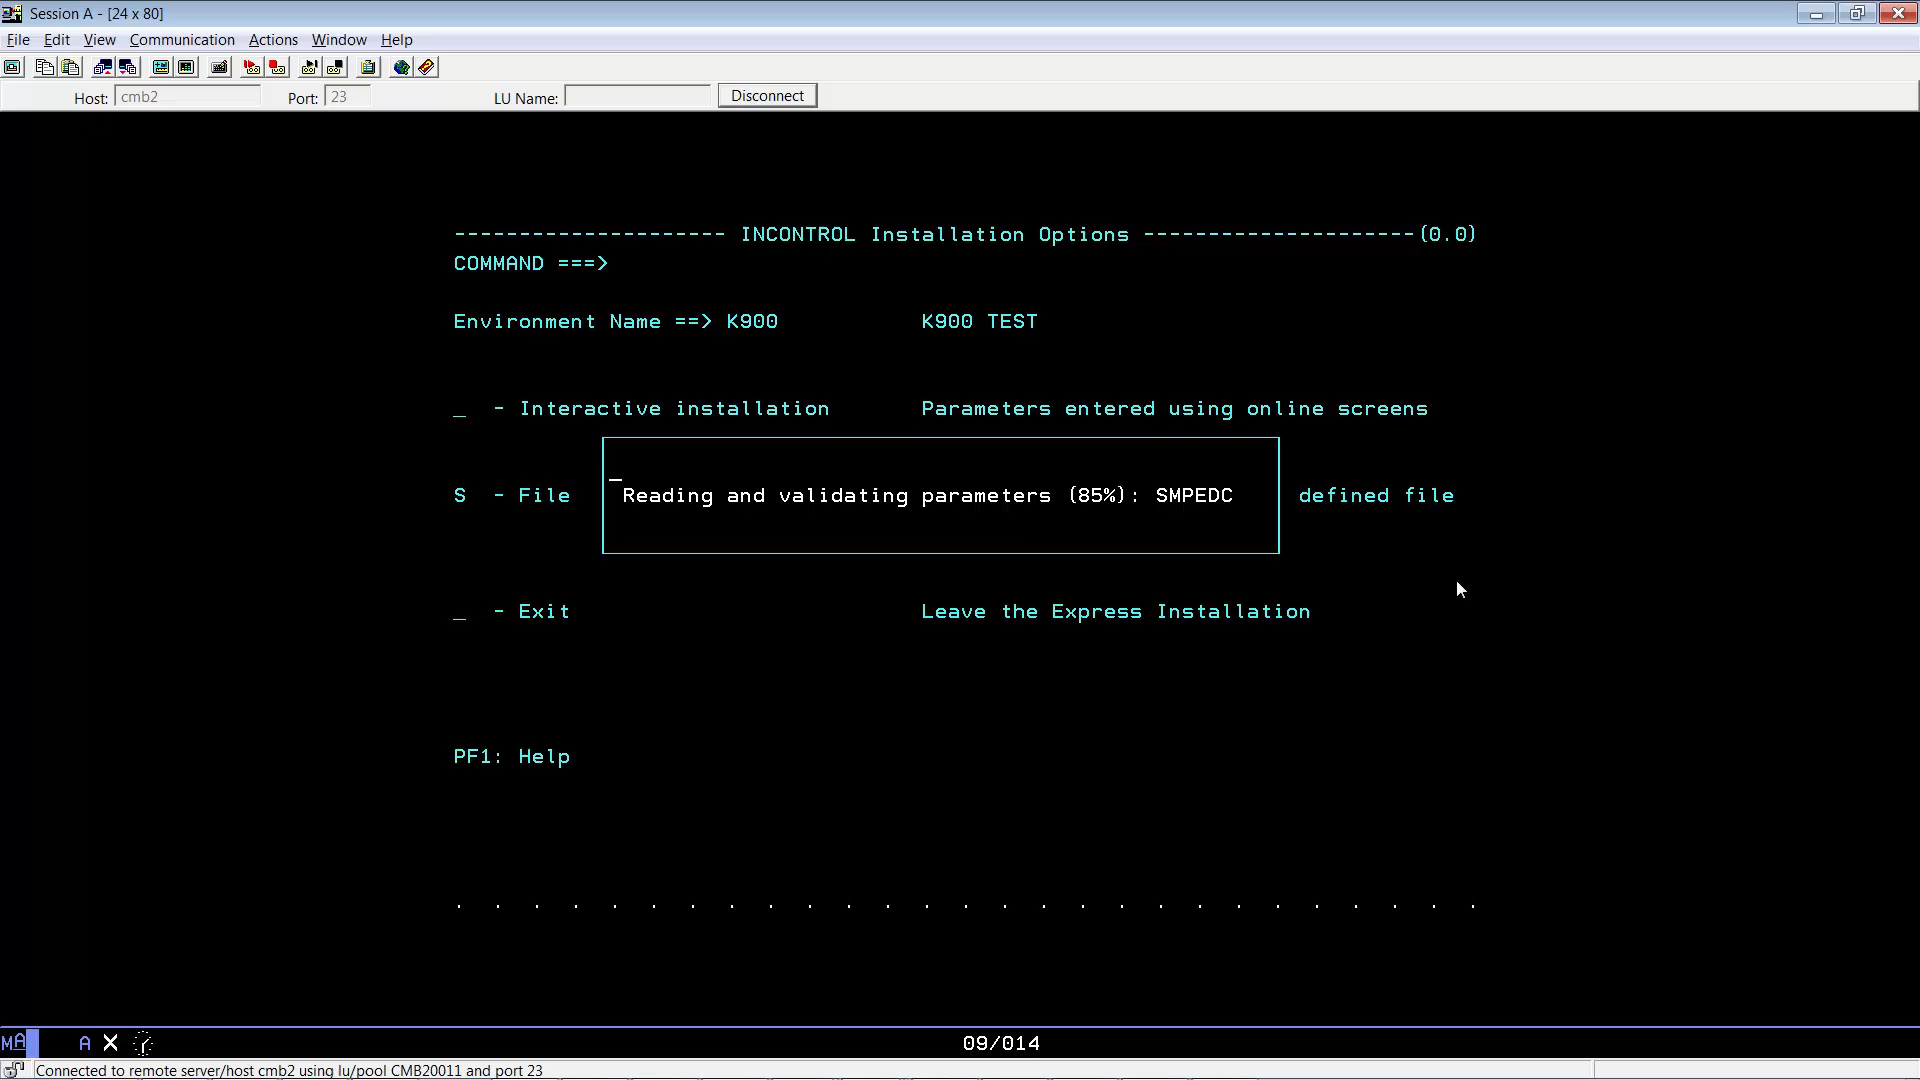 Session A - [24 x 80]
File Edit View Communication Actions Window Help
Host: cmb2 Port: 23 LU Name: Disconnect
--------------------- INCONTROL Installation Options ---------------------(0.0)
COMMAND ===>
Environment Name ==> K900 K900 TEST
_ - Interactive installation Parameters entered using online screens
S - File Reading and validating parameters (85%): SMPEDC defined file
_ - Exit Leave the Express Installation
PF1: Help
. . . . . . . . . . . . . . . . . . . . . . . . . . .
MA A X 09/014
Connected to remote server/host cmb2 using lu/pool CMB20011 and port 23